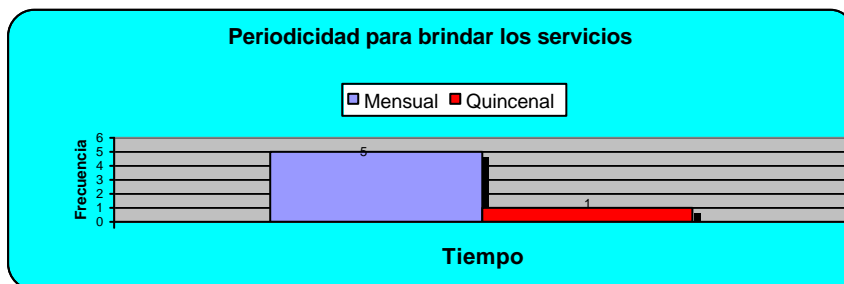 Periodicidad para brindar los servicios
Mensual Quincenal
Frecuencia
6
5
4
3
2
1
0
5
1
Tiempo